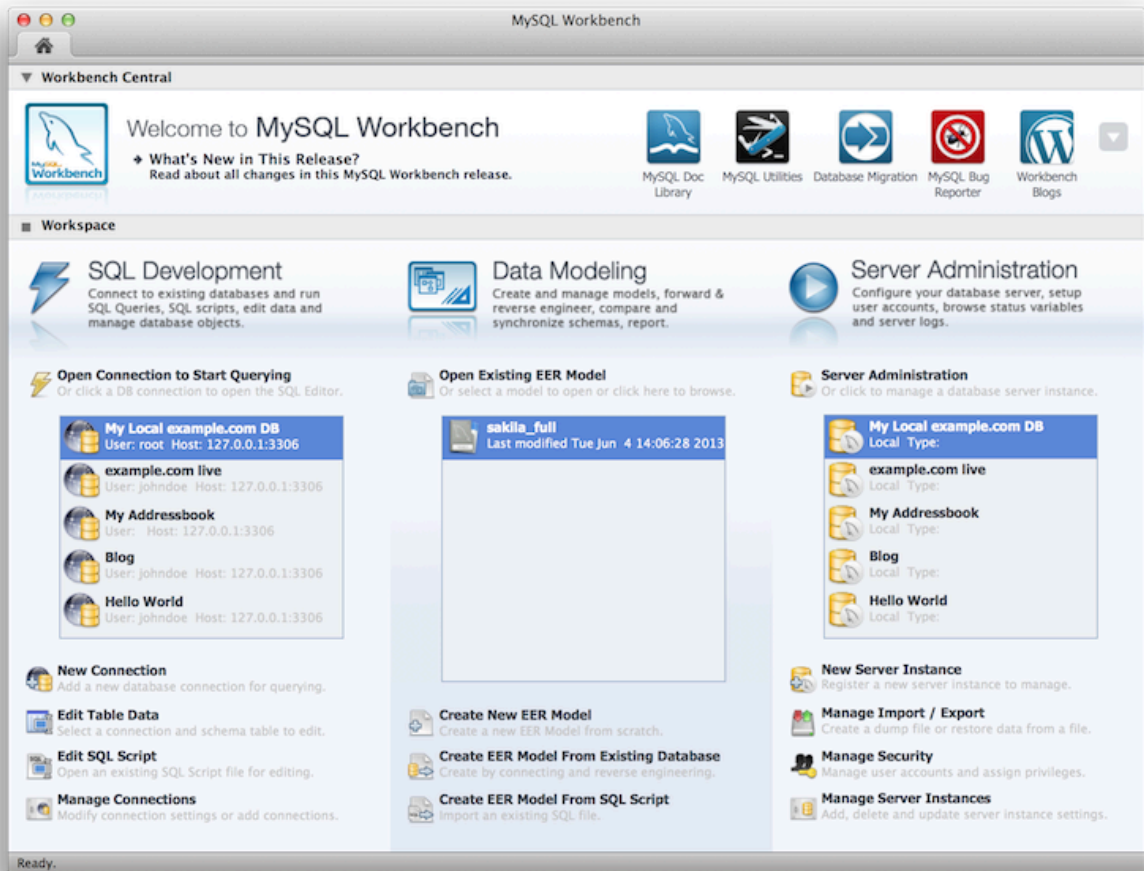 MySQL Workbench
Workbench Central
MySQL
Workbench
Welcome to MySQL Workbench
What's New in This Release?
Read about all changes in this MySQL Workbench release.
MySQL Doc
Library
MySQL Utilities
Database Migration
MySQL Bug
Reporter
Workbench
Blogs
Workspace
SQL Development
Connect to existing databases and run
SQL Queries, SQL scripts, edit data and
manage database objects.
Open Connection to Start Querying
Or click a DB connection to open the SQL Editor.
My Local example.com DB
User: root Host: 127.0.0.1:3306
example.com live
User: johndoe Host: 127.0.0.1:3306
My Addressbook
User: Host: 127.0.0.1:3306
Blog
User: johndoe Host: 127.0.0.1:3306
Hello World
User: johndoe Host: 127.0.0.1:3306
New Connection
Add a new database connection for querying.
Edit Table Data
Select a connection and schema table to edit.
Edit SQL Script
Open an existing SQL Script file for editing.
Manage Connections
Modify connection settings or add connections.
Data Modeling
Create and manage models, forward &
reverse engineer, compare and
synchronize schemas, report.
Open Existing EER Model
Or select a model to open or click here to browse.
sakila_full
Last modified Tue Jun 4 14:06:28 2013
Create New EER Model
Create a new EER Model from scratch.
Create EER Model From Existing Database
Create by connecting and reverse engineering.
Create EER Model From SQL Script
Import an existing SQL file.
Server Administration
Configure your database server, setup
user accounts, browse status variables
and server logs.
Server Administration
Or click to manage a database server instance.
My Local example.com DB
Local Type:
example.com live
Local Type:
My Addressbook
Local Type:
Blog
Local Type:
Hello World
Local Type:
New Server Instance
Register a new server instance to manage.
Manage Import / Export
Create a dump file or restore data from a file.
Manage Security
Manage user accounts and assign privileges.
Manage Server Instances
Add, delete and update server instance settings.
Ready.